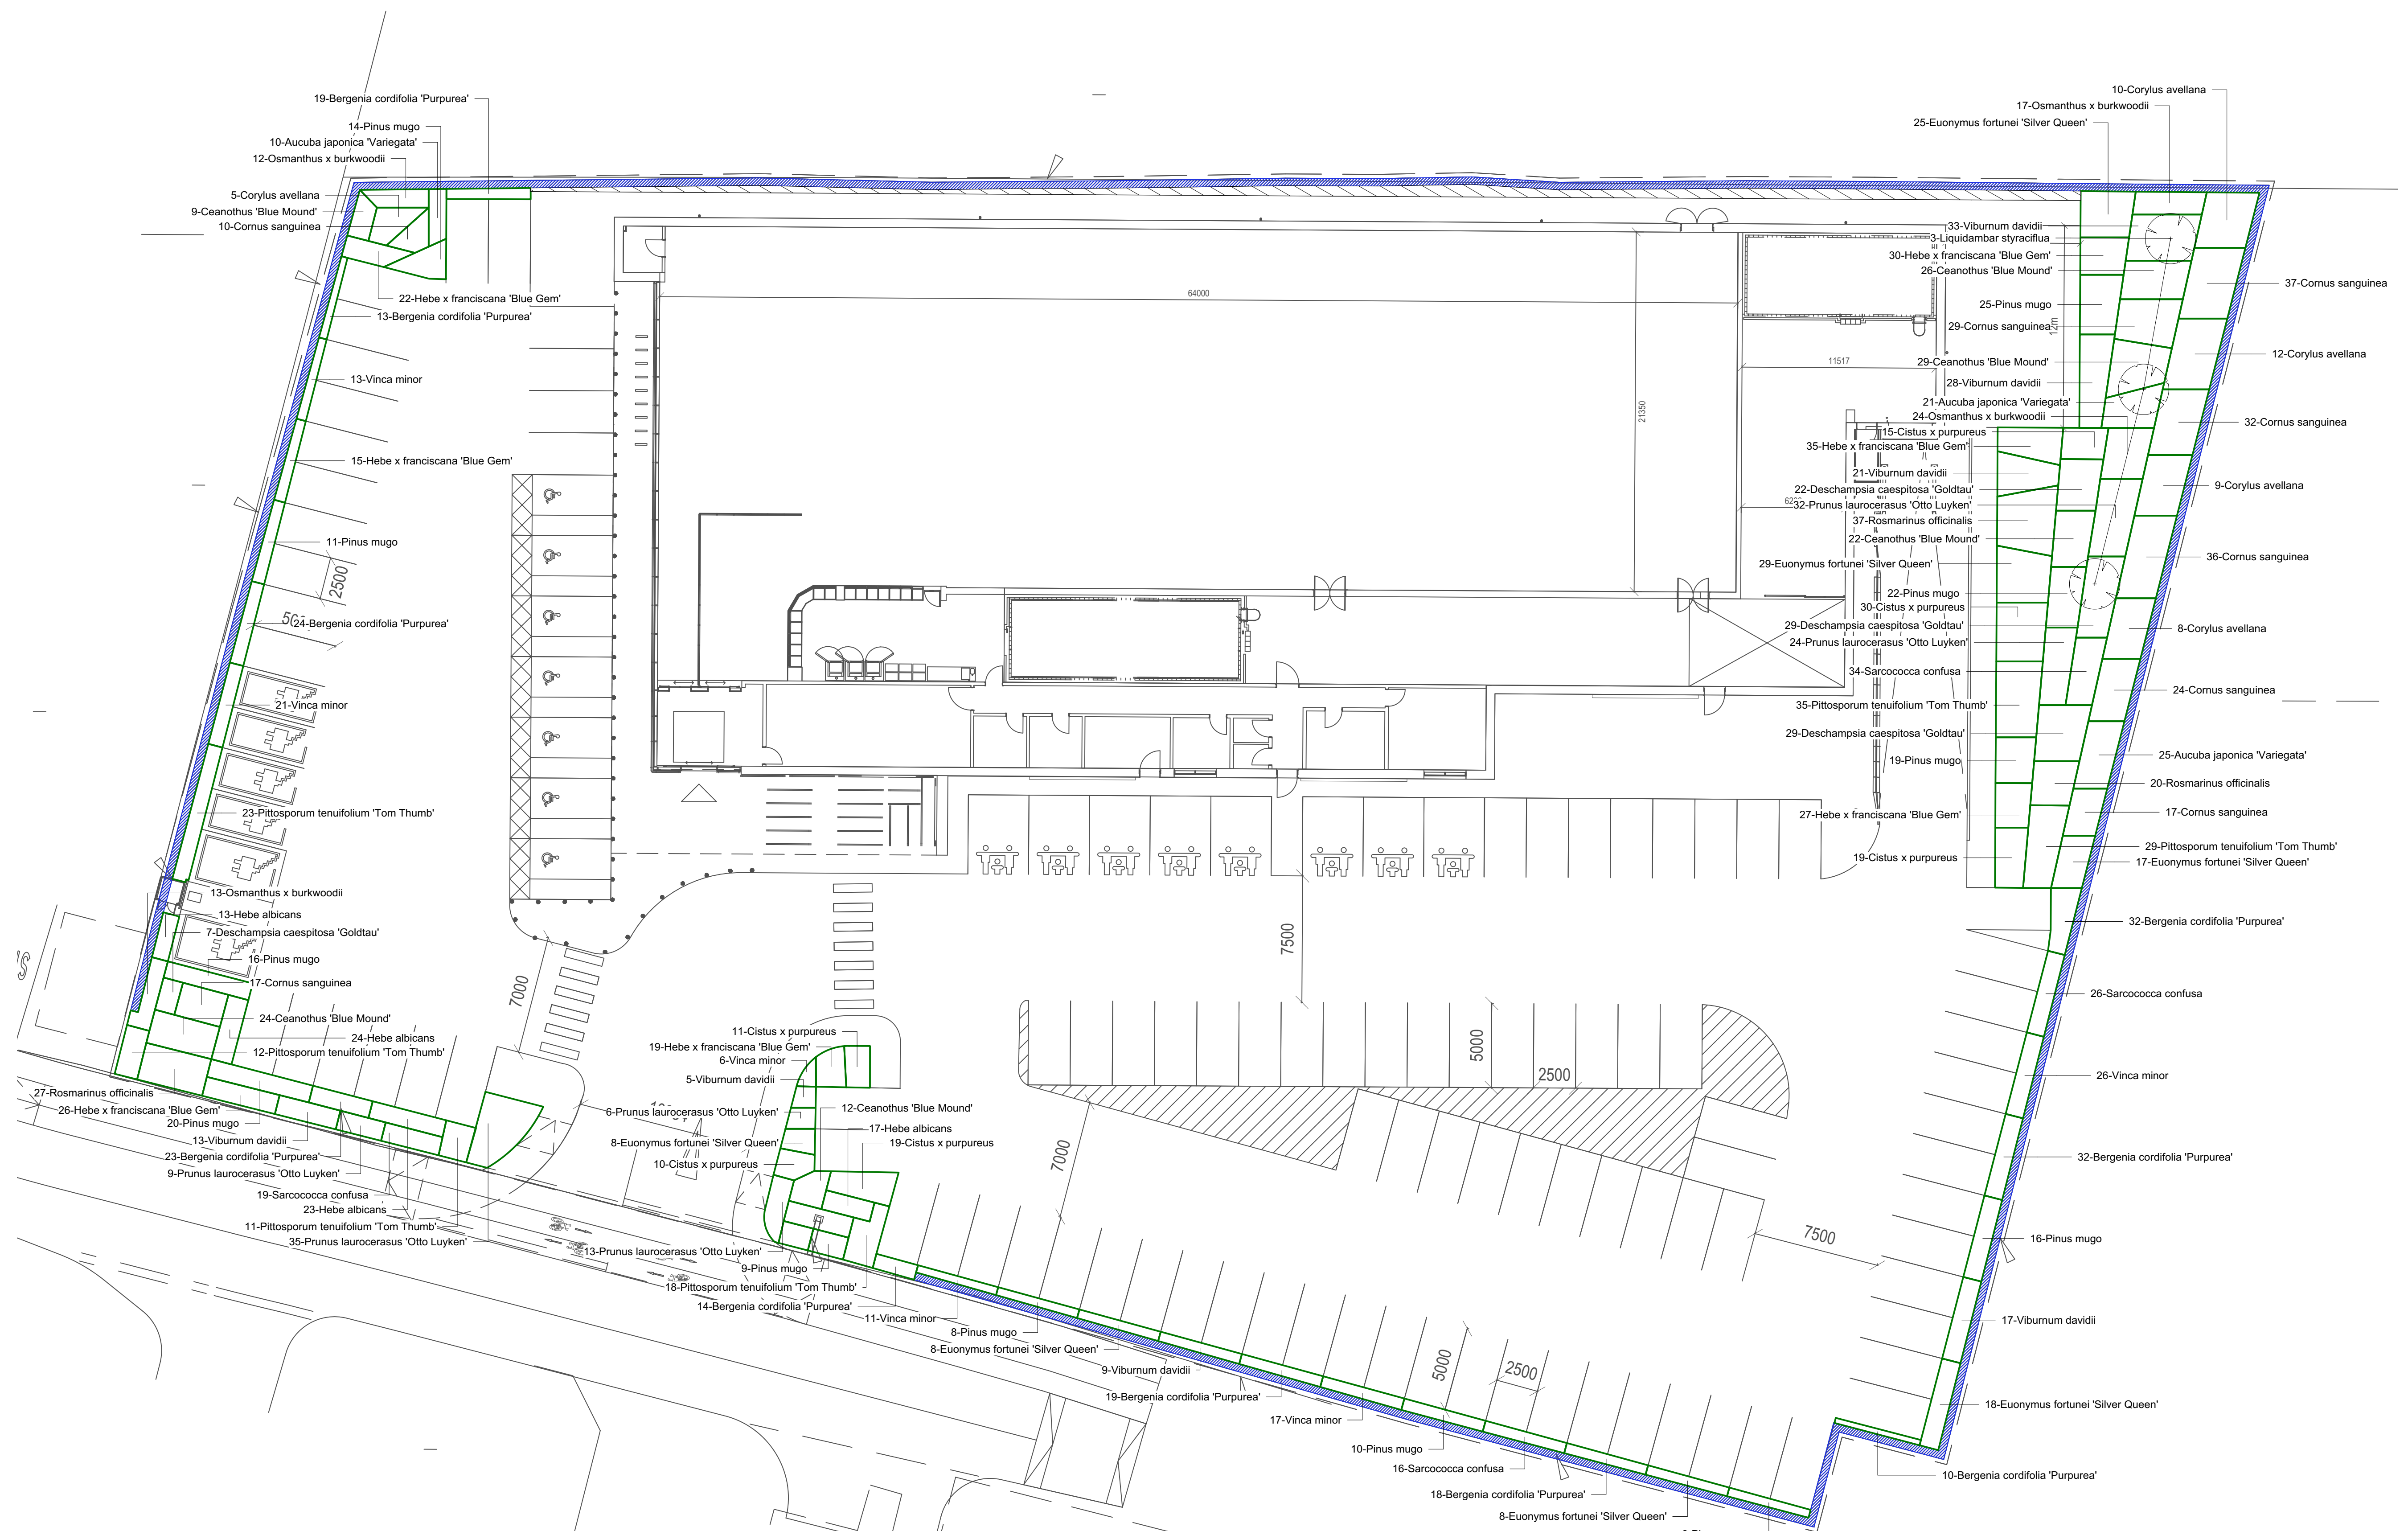 19-Bergenia cordifolia 'Purpurea'
14-Pinus mugo
10-Aucuba japonica 'Variegata'
12-Osmanthus x burkwoodii
5-Corylus avellana
9-Ceanothus 'Blue Mound'
10-Cornus sanguinea
22-Hebe x franciscana 'Blue Gem'
13-Bergenia cordifolia 'Purpurea'
13-Vinca minor
15-Hebe x franciscana 'Blue Gem'
11-Pinus mugo
2500
24-Bergenia cordifolia 'Purpurea'
21-Vinca minor
23-Pittosporum tenuifolium 'Tom Thumb'
13-Osmanthus x burkwoodii
13-Hebe albicans
7-Deschampsia caespitosa 'Goldtau'
16-Pinus mugo
17-Cornus sanguinea
24-Ceanothus 'Blue Mound'
24-Hebe albicans
12-Pittosporum tenuifolium 'Tom Thumb'
27-Rosmarinus officinalis
26-Hebe x franciscana 'Blue Gem'
20-Pinus mugo
13-Viburnum davidii
23-Bergenia cordifolia 'Purpurea'
9-Prunus laurocerasus 'Otto Luyken'
19-Sarcococca confusa
23-Hebe albicans
11-Pittosporum tenuifolium 'Tom Thumb'
35-Prunus laurocerasus 'Otto Luyken'
7000
64000
21350
11517
12m
7500
11-Cistus x purpureus
19-Hebe x franciscana 'Blue Gem'
6-Vinca minor
5-Viburnum davidii
6-Prunus laurocerasus 'Otto Luyken'
12-Ceanothus 'Blue Mound'
17-Hebe albicans
8-Euonymus fortunei 'Silver Queen'
19-Cistus x purpureus
10-Cistus x purpureus
13-Prunus laurocerasus 'Otto Luyken'
9-Pinus mugo
18-Pittosporum tenuifolium 'Tom Thumb'
14-Bergenia cordifolia 'Purpurea'
11-Vinca minor
8-Pinus mugo
8-Euonymus fortunei 'Silver Queen'
9-Viburnum davidii
19-Bergenia cordifolia 'Purpurea'
17-Vinca minor
10-Pinus mugo
16-Sarcococca confusa
18-Bergenia cordifolia 'Purpurea'
8-Euonymus fortunei 'Silver Queen'
7000
5000
2500
5000
2500
7500
10-Corylus avellana
17-Osmanthus x burkwoodii
25-Euonymus fortunei 'Silver Queen'
33-Viburnum davidii
3-Liquidambar styraciflua
30-Hebe x franciscana 'Blue Gem'
26-Ceanothus 'Blue Mound'
25-Pinus mugo
29-Cornus sanguinea
29-Ceanothus 'Blue Mound'
28-Viburnum davidii
21-Aucuba japonica 'Variegata'
24-Osmanthus x burkwoodii
15-Cistus x purpureus
35-Hebe x franciscana 'Blue Gem'
21-Viburnum davidii
22-Deschampsia caespitosa 'Goldtau'
32-Prunus laurocerasus 'Otto Luyken'
37-Rosmarinus officinalis
22-Ceanothus 'Blue Mound'
29-Euonymus fortunei 'Silver Queen'
22-Pinus mugo
30-Cistus x purpureus
29-Deschampsia caespitosa 'Goldtau'
24-Prunus laurocerasus 'Otto Luyken'
34-Sarcococca confusa
35-Pittosporum tenuifolium 'Tom Thumb'
29-Deschampsia caespitosa 'Goldtau'
19-Pinus mugo
27-Hebe x franciscana 'Blue Gem'
19-Cistus x purpureus
37-Cornus sanguinea
12-Corylus avellana
32-Cornus sanguinea
9-Corylus avellana
36-Cornus sanguinea
8-Corylus avellana
24-Cornus sanguinea
25-Aucuba japonica 'Variegata'
20-Rosmarinus officinalis
17-Cornus sanguinea
29-Pittosporum tenuifolium 'Tom Thumb'
17-Euonymus fortunei 'Silver Queen'
32-Bergenia cordifolia 'Purpurea'
26-Sarcococca confusa
26-Vinca minor
32-Bergenia cordifolia 'Purpurea'
16-Pinus mugo
17-Viburnum davidii
18-Euonymus fortunei 'Silver Queen'
10-Bergenia cordifolia 'Purpurea'